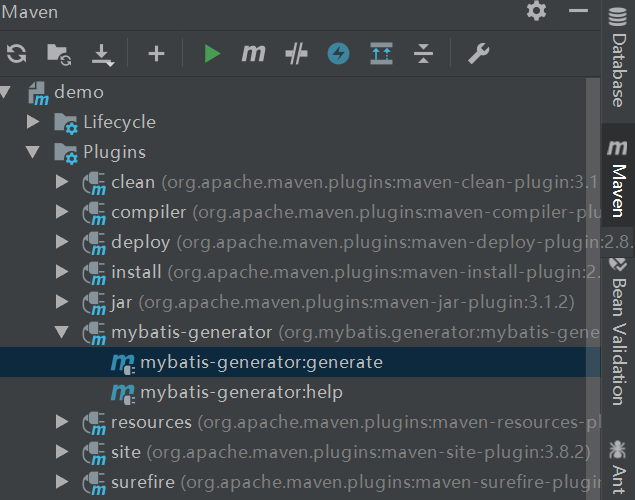 Maven
demo
Lifecycle
Plugins
clean (org.apache.maven.plugins:maven-clean-plugin:3.1
compiler (org.apache.maven.plugins:maven-compiler-plu
deploy (org.apache.maven.plugins:maven-deploy-plugin:2.8.
install (org.apache.maven.plugins:maven-install-plugin:2.
jar (org.apache.maven.plugins:maven-jar-plugin:3.1.2)
mybatis-generator (org.mybatis.generator:mybatis-gene
mybatis-generator:generate
mybatis-generator:help
resources (org.apache.maven.plugins:maven-resources-pl
site (org.apache.maven.plugins:maven-site-plugin:3.8.2)
surefire (org.apache.maven.plugins:maven-surefire-plugin
Database
Maven
Bean Validation
Ant